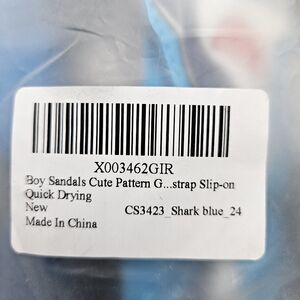 X003462GIR
Boy Sandals Cute Pattern G...strap Slip-on
Quick Drying
New CS3423_Shark blue_24
Made In China